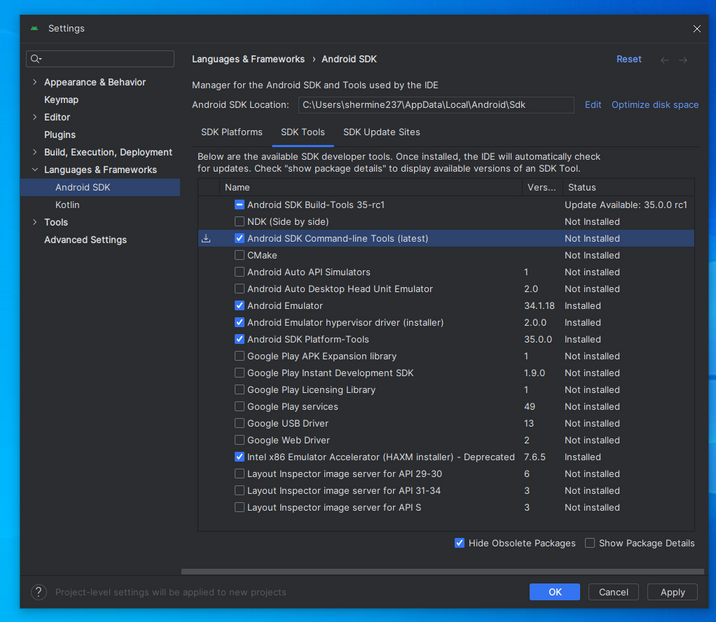 Settings
Languages & Frameworks › Android SDK
Reset
Appearance & Behavior
Keymap
Editor
Plugins
Build, Execution, Deployment
Languages & Frameworks
Android SDK
Kotlin
Tools
Advanced Settings
Manager for the Android SDK and Tools used by the IDE
Android SDK Location: C:\Users\shermine237\AppData\Local\Android\Sdk Edit Optimize disk space
SDK Platforms SDK Tools SDK Update Sites
Below are the available SDK developer tools. Once installed, the IDE will automatically check
for updates. Check "show package details" to display available versions of an SDK Tool.
Name Vers... Status
Android SDK Build-Tools 35-rc1 Update Available: 35.0.0 rc1
NDK (Side by side) Not Installed
Android SDK Command-line Tools (latest) Not Installed
CMake Not Installed
Android Auto API Simulators 1 Not installed
Android Auto Desktop Head Unit Emulator 2.0 Not installed
Android Emulator 34.1.18 Installed
Android Emulator hypervisor driver (installer) 2.0.0 Installed
Android SDK Platform-Tools 35.0.0 Installed
Google Play APK Expansion library 1 Not installed
Google Play Instant Development SDK 1.9.0 Not installed
Google Play Licensing Library 1 Not installed
Google Play services 49 Not installed
Google USB Driver 13 Not installed
Google Web Driver 2 Not installed
Intel x86 Emulator Accelerator (HAXM installer) - Deprecated 7.6.5 Installed
Layout Inspector image server for API 29-30 6 Not installed
Layout Inspector image server for API 31-34 3 Not installed
Layout Inspector image server for API S 3 Not installed
Hide Obsolete Packages Show Package Details
? Project-level settings will be applied to new projects
OK Cancel Apply